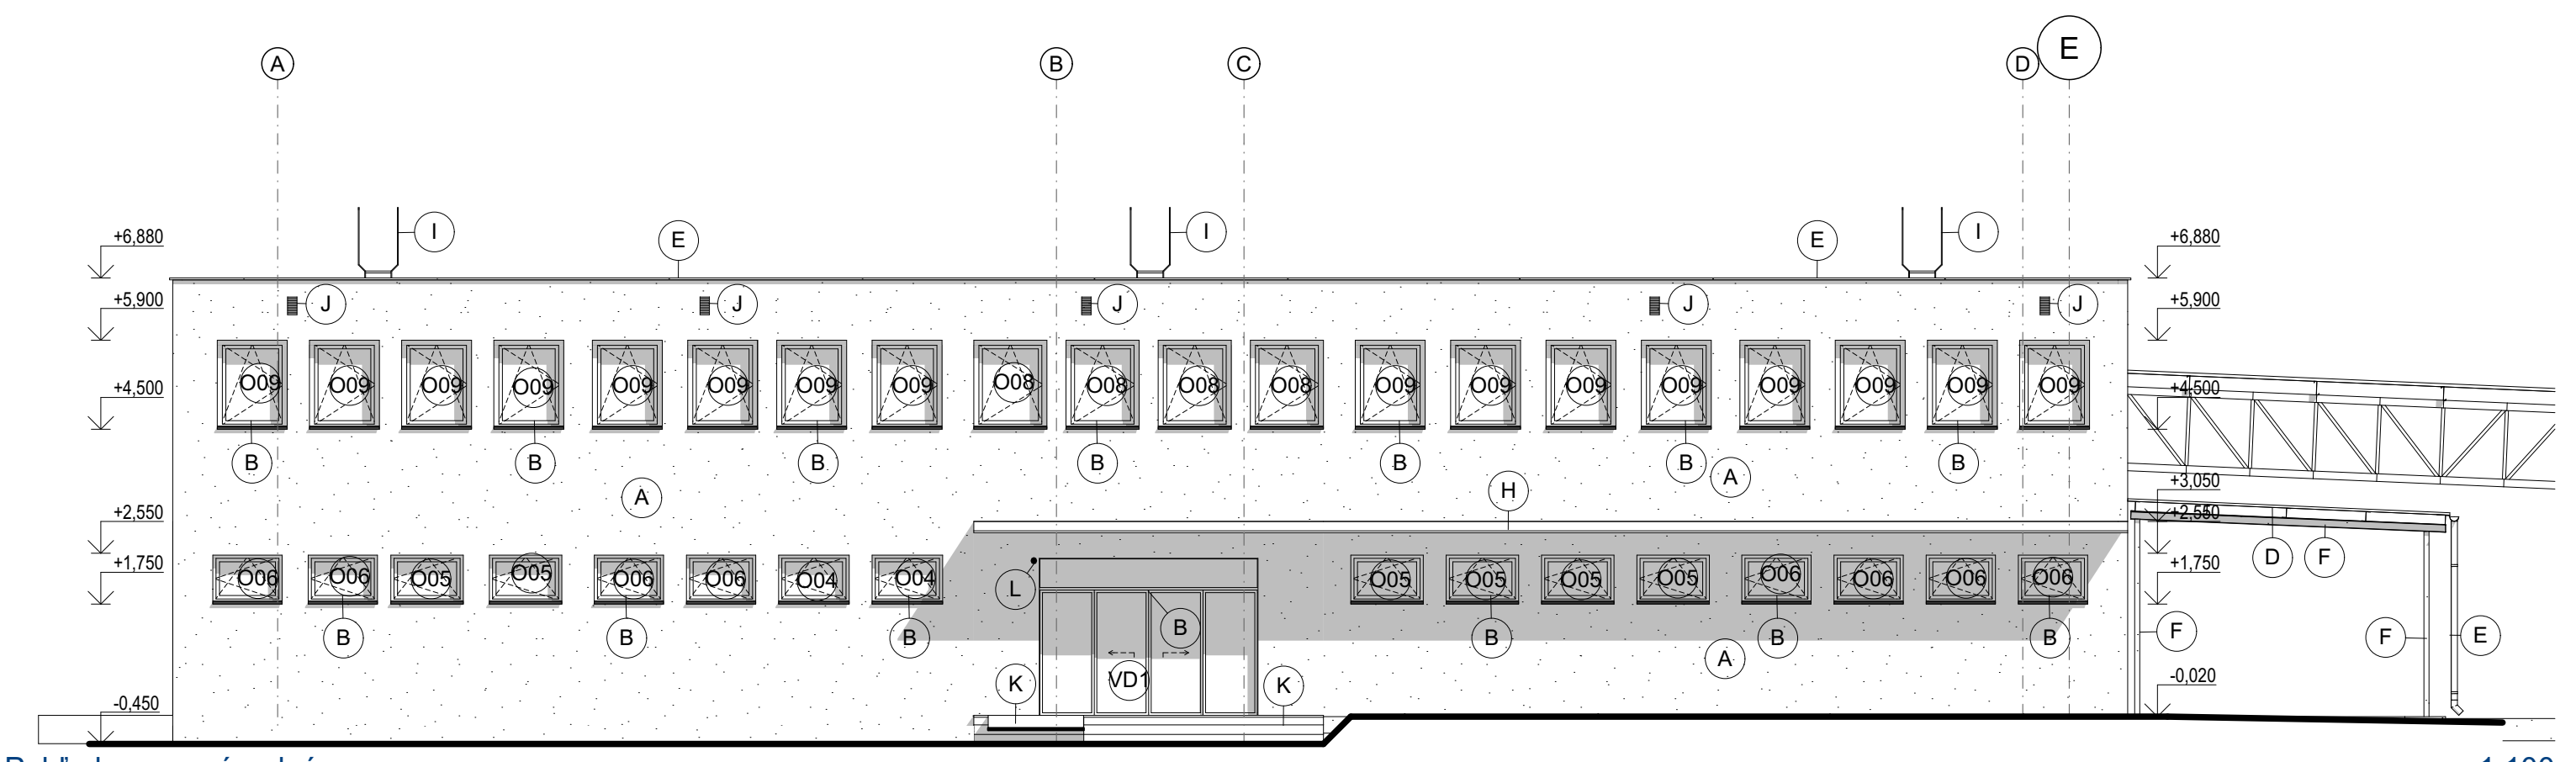 A B C D E
I I I
E E
+6,880 +6,880
+5,900 J J J J J +5,900
+4,500 O09 O09 O09 O09 O09 O09 O09 O09 O08 O08 O08 O08 O09 O09 O09 O09 O09 O09 O09 O09 +4,500
B B B B B B B
A A
H +3,050
+2,550 +2,550
D F
+1,750 O06 O06 O05 O05 O06 O06 O04 O04 O05 O05 O05 O05 O06 O06 O06 O06 +1,750
L
B B B B B B B F F E
A
K VD1 K
-0,450 -0,020